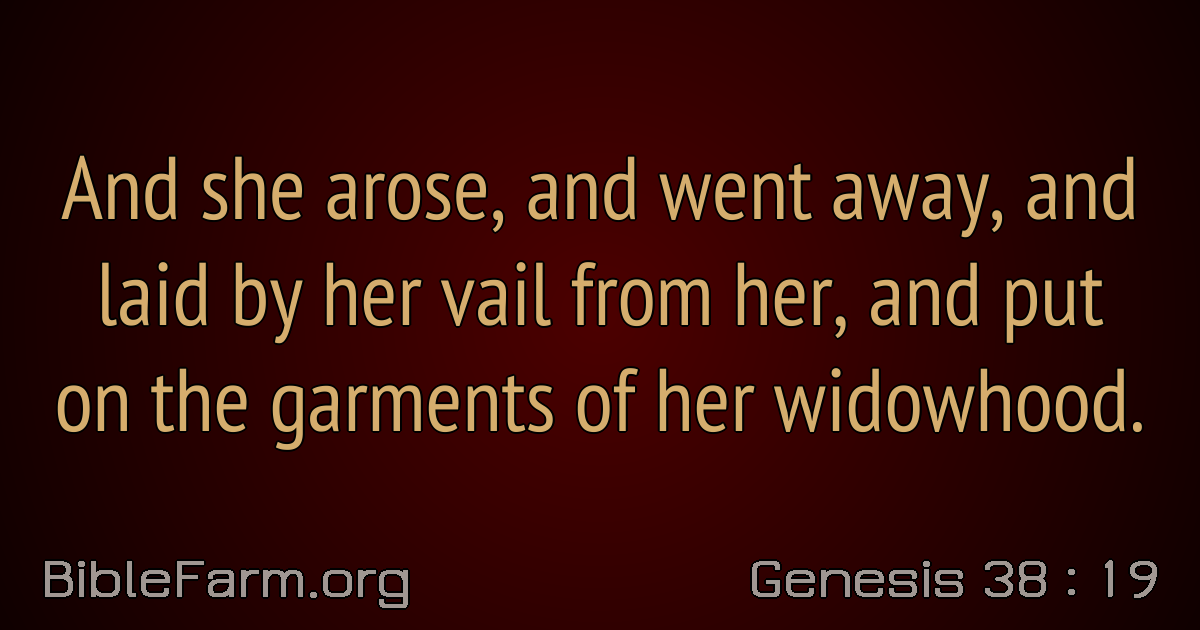 And she arose, and went away, and
laid by her vail from her, and put
on the garments of her widowhood.
BibleFarm.org
Genesis 38 : 19